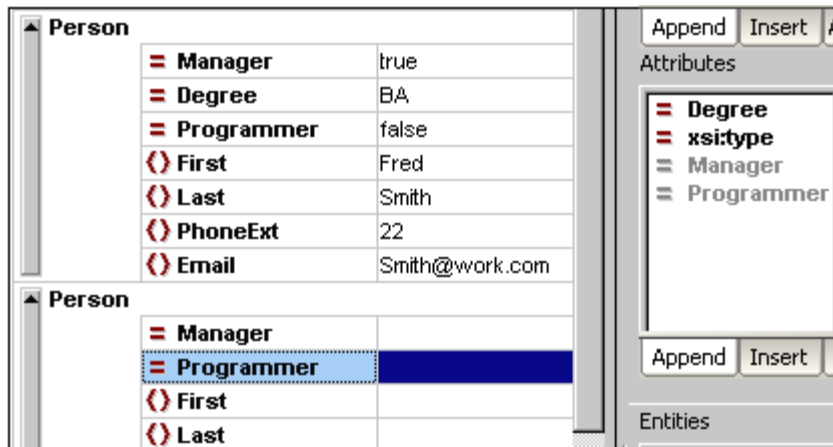 Person
= Manager true
= Degree BA
= Programmer false
<> First Fred
<> Last Smith
<> PhoneExt 22
<> Email Smith@work.com
Person
= Manager
= Programmer
<> First
<> Last
Append Insert
Attributes
= Degree
= xsi:type
= Manager
= Programmer
Append Insert
Entities